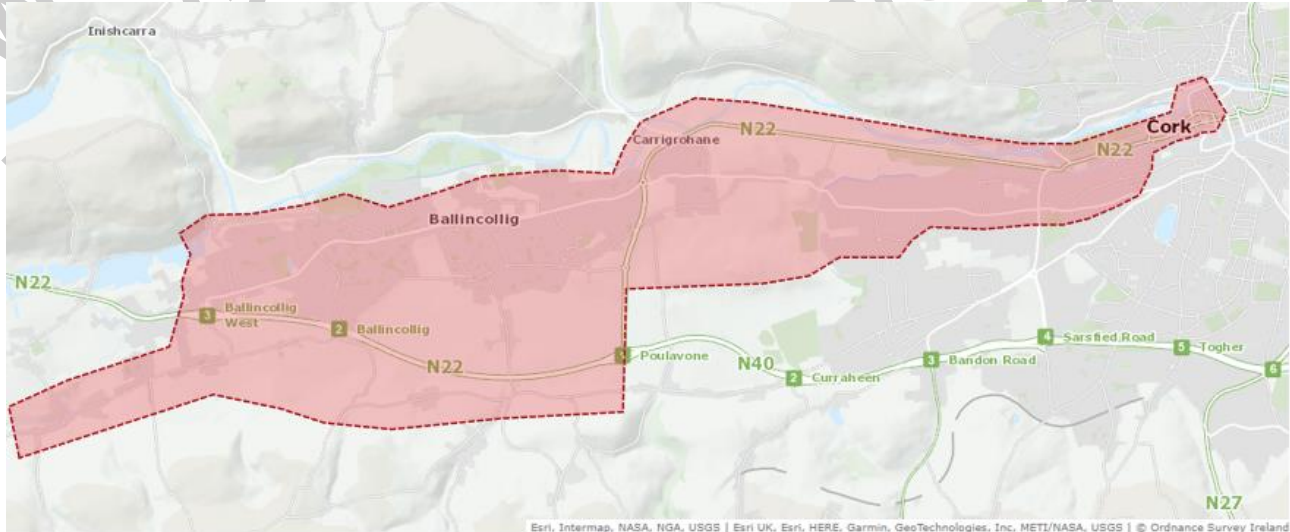 Inishcarra
N22
Carrigrohane
Cork
N22
Ballincollig
N22
3
Ballincollig
West
2
Ballincollig
N22
Poulavone
N40
2
Curraheen
3
Bandon Road
4
Sarsfied Road
5
Togher
6
N27
Esri, Intermap, NASA, NGA, USGS | Esri UK, Esri, HERE, Garmin, GeoTechnologies, Inc, METI/NASA, USGS | © Ordnance Survey Ireland